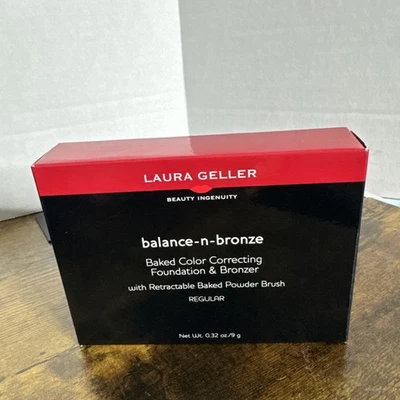 LAURA GELLER
BEAUTY INGENUITY
balance-n-bronze
Baked Color Correcting
Foundation & Bronzer
with Retractable Baked Powder Brush
REGULAR
Net Wt. 0.32 oz/9 g